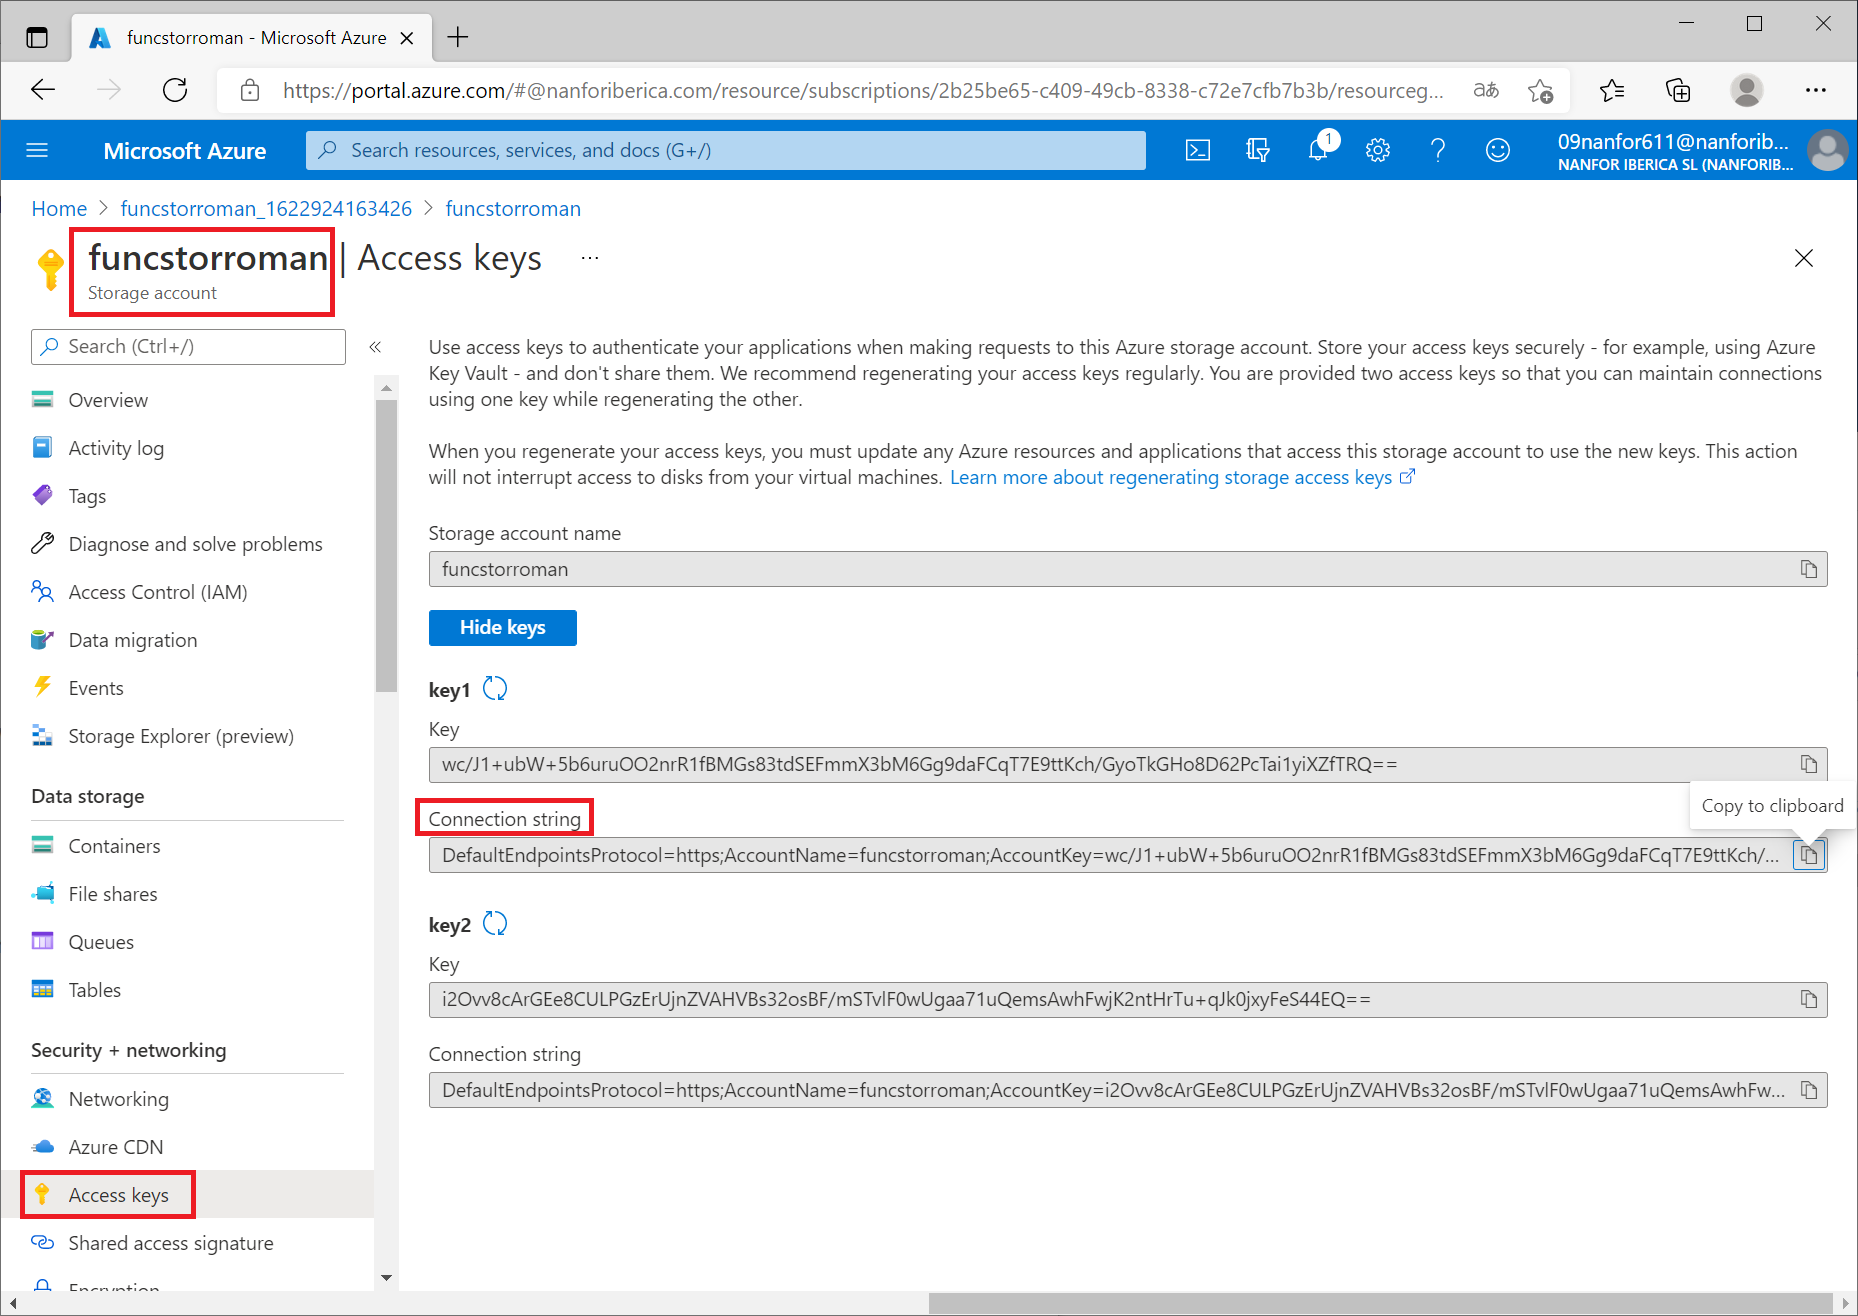 funcstorroman - Microsoft Azure
https://portal.azure.com/#@nanforiberica.com/resource/subscriptions/2b25be65-c409-49cb-8338-c72e7cfb7b3b/resourceg...
Microsoft Azure
Search resources, services, and docs (G+/)
1
09nanfor611@nanforib...
NANFOR IBERICA SL (NANFORIB...
Home > funcstorroman_1622924163426 > funcstorroman
funcstorroman | Access keys ...
Storage account
Search (Ctrl+/)
Overview
Activity log
Tags
Diagnose and solve problems
Access Control (IAM)
Data migration
Events
Storage Explorer (preview)
Data storage
Containers
File shares
Queues
Tables
Security + networking
Networking
Azure CDN
Access keys
Shared access signature
Encryption
Use access keys to authenticate your applications when making requests to this Azure storage account. Store your access keys securely - for example, using Azure
Key Vault - and don't share them. We recommend regenerating your access keys regularly. You are provided two access keys so that you can maintain connections
using one key while regenerating the other.
When you regenerate your access keys, you must update any Azure resources and applications that access this storage account to use the new keys. This action
will not interrupt access to disks from your virtual machines. Learn more about regenerating storage access keys
Storage account name
funcstorroman
Hide keys
key1
Key
wc/J1+ubW+5b6uruOO2nrR1fBMGs83tdSEFmmX3bM6Gg9daFCqT7E9ttKch/GyoTkGHo8D62PcTai1yiXZfTRQ==
Copy to clipboard
Connection string
DefaultEndpointsProtocol=https;AccountName=funcstorroman;AccountKey=wc/J1+ubW+5b6uruOO2nrR1fBMGs83tdSEFmmX3bM6Gg9daFCqT7E9ttKch/...
key2
Key
i2Ovv8cArGEe8CULPGzErUjnZVAHVBs32osBF/mSTvlF0wUgaa71uQemsAwhFwjK2ntHrTu+qJk0jxyFeS44EQ==
Connection string
DefaultEndpointsProtocol=https;AccountName=funcstorroman;AccountKey=i2Ovv8cArGEe8CULPGzErUjnZVAHVBs32osBF/mSTvlF0wUgaa71uQemsAwhFw...